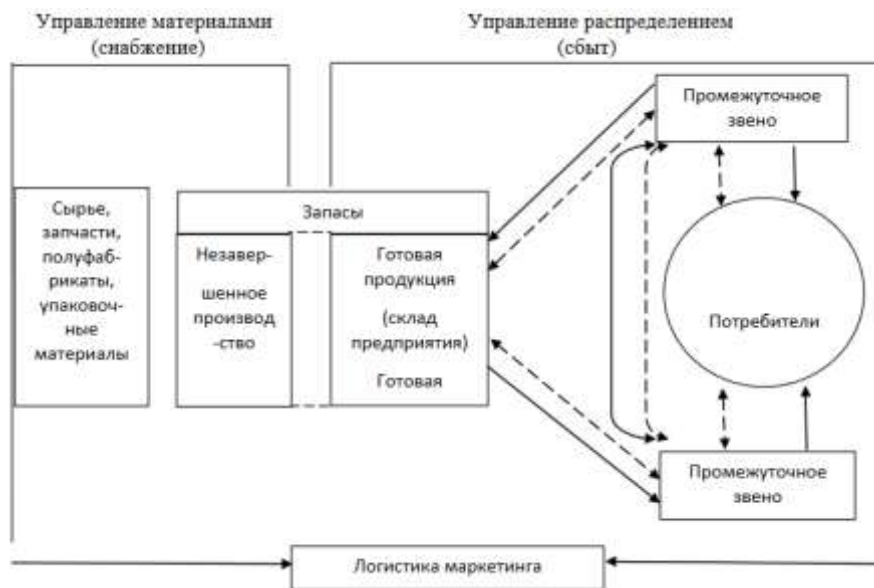 Управление материалами
(снабжение)
Управление распределением
(сбыт)
Промежуточное
звено
Сырье,
запчасти,
полуфаб-
рикаты,
упаковоч-
ные
материалы
Запасы
Незавер-
шенное
производ
-ство
Готовая
продукция
(склад
предприятия)
Готовая
Потребители
Промежуточное
звено
Логистика маркетинга